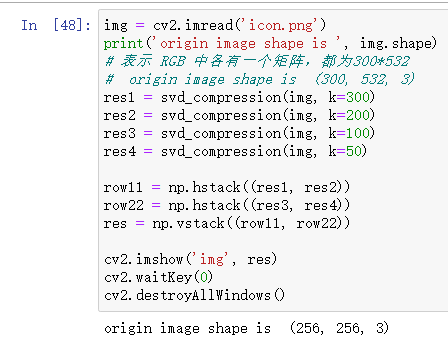 In [48]: img = cv2.imread('icon.png')
print('origin image shape is ', img.shape)
# 表示 RGB 中各有一个矩阵，都为300*532
#  origin image shape is  (300, 532, 3)
res1 = svd_compression(img, k=300)
res2 = svd_compression(img, k=200)
res3 = svd_compression(img, k=100)
res4 = svd_compression(img, k=50)
row11 = np.hstack((res1, res2))
row22 = np.hstack((res3, res4))
res = np.vstack((row11, row22))
cv2.imshow('img', res)
cv2.waitKey(0)
cv2.destroyAllWindows()
origin image shape is  (256, 256, 3)